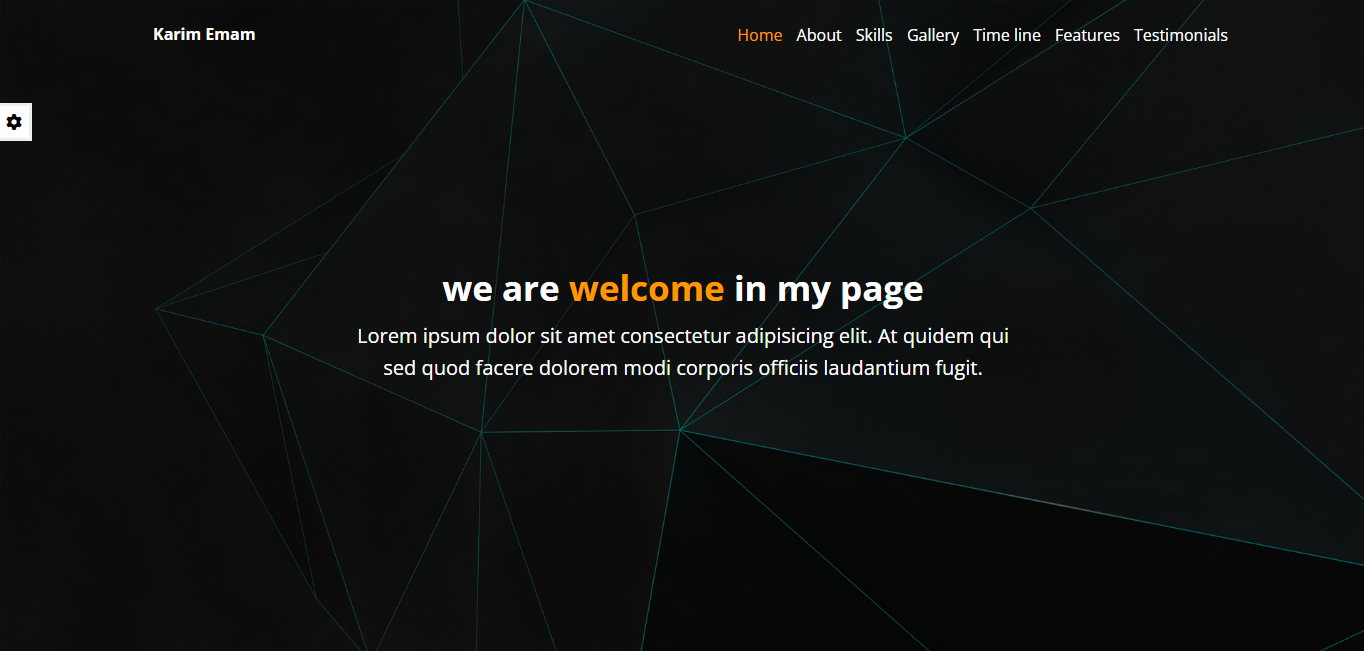 Karim Emam
Home About Skills Gallery Time line Features Testimonials
we are welcome in my page
Lorem ipsum dolor sit amet consectetur adipisicing elit. At quidem qui
sed quod facere dolorem modi corporis officiis laudantium fugit.